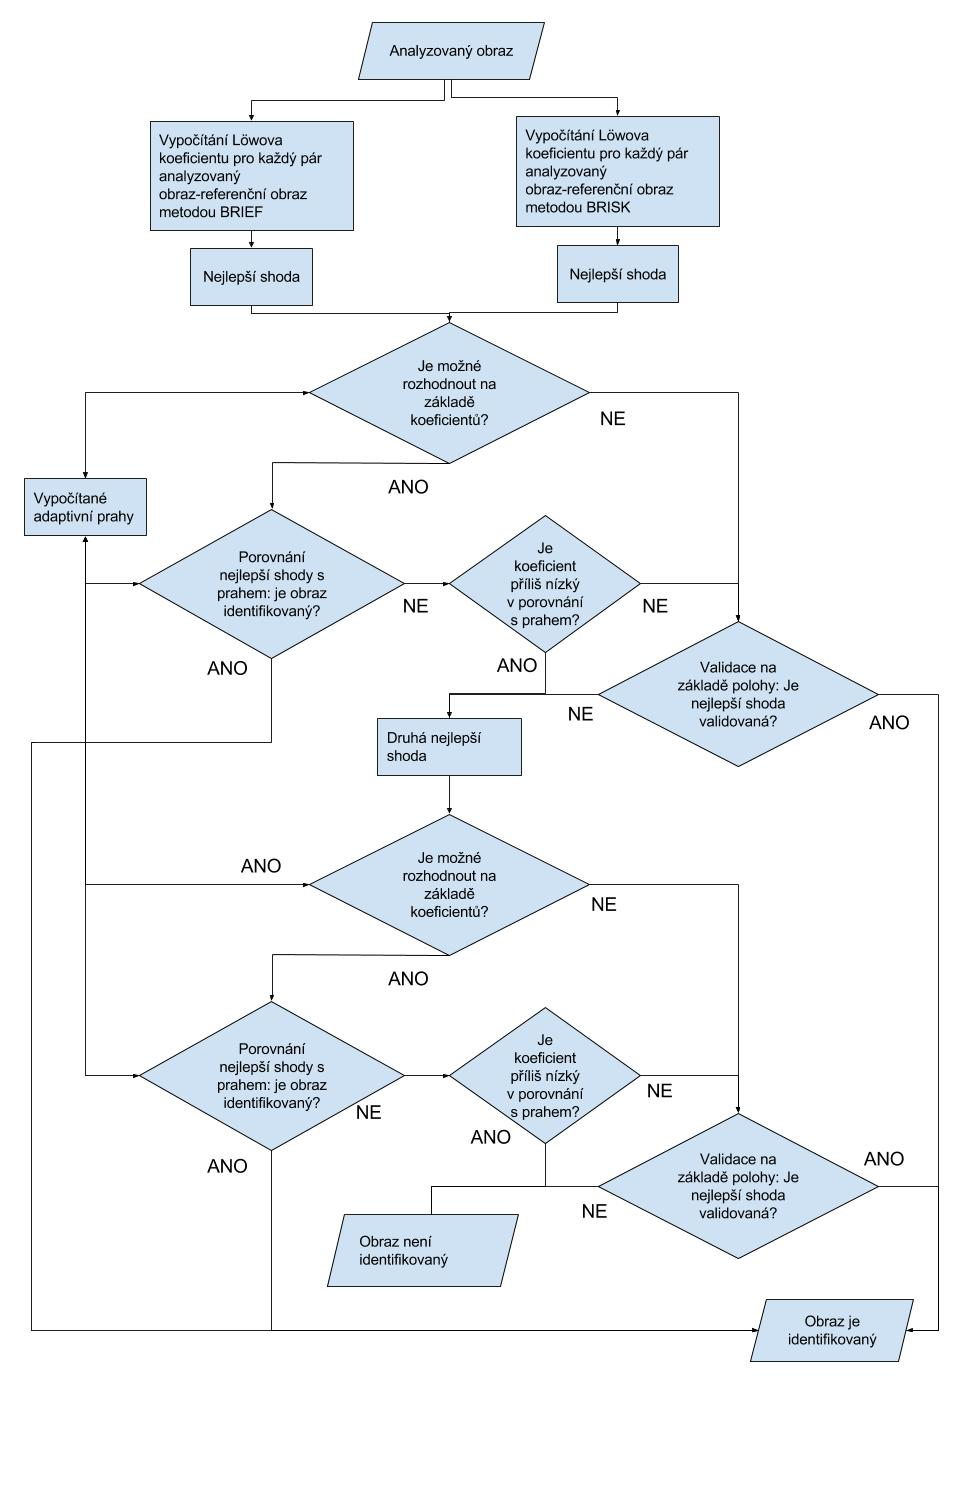 Analyzovaný obraz
Vypočítání Löwova
koeficientu pro každý pár
analyzovaný
obraz-referenční obraz
metodou BRIEF
Vypočítání Löwova
koeficientu pro každý pár
analyzovaný
obraz-referenční obraz
metodou BRISK
Nejlepší shoda
Nejlepší shoda
Je možné
rozhodnout na
základě
koeficientů?
NE
ANO
Vypočítané
adaptivní prahy
Porovnání
nejlepší shody s
prahem: je obraz
identifikovaný?
NE
ANO
Je
koeficient
příliš nízký
v porovnání
s prahem?
NE
ANO
Validace na
základě polohy: Je
nejlepší shoda
validovaná?
NE
ANO
Druhá nejlepší
shoda
ANO
Je možné
rozhodnout na
základě
koeficientů?
NE
ANO
Porovnání
nejlepší shody s
prahem: je obraz
identifikovaný?
NE
ANO
Je
koeficient
příliš nízký
v porovnání
s prahem?
NE
ANO
Validace na
základě polohy: Je
nejlepší shoda
validovaná?
ANO
NE
Obraz není
identifikovaný
Obraz je
identifikovaný